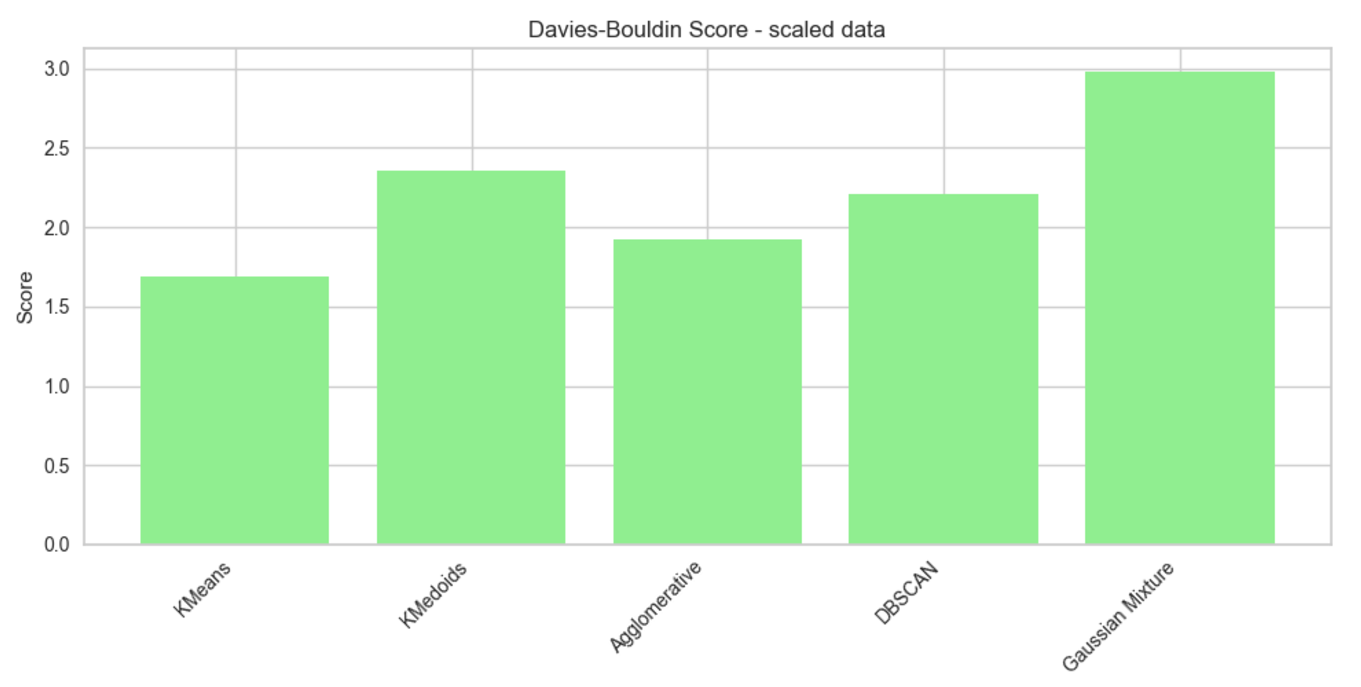 Davies-Bouldin Score - scaled data
3.0
2.5
2.0
1.5
1.0
0.5
0.0
Score
KMeans
KMedoids
Agglomerative
DBSCAN
Gaussian Mixture